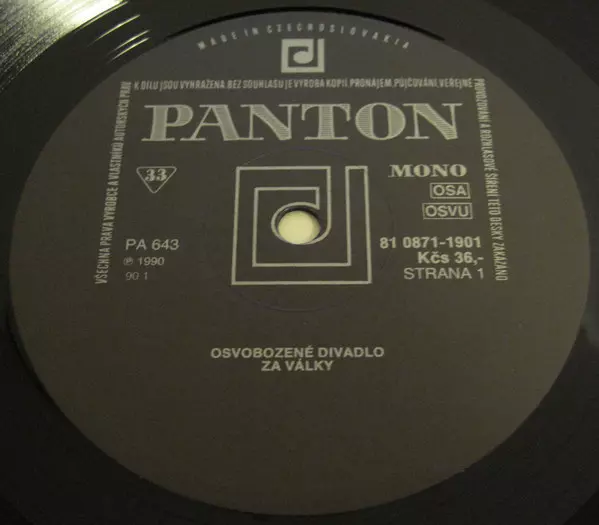 MADE IN CZECHOSLOVAKIA
VŠECHNA PRÁVA VÝROBCE A VLASTNÍKŮ AUTORSKÝCH PRÁV
K DÍLU JSOU VYHRAŽENA. BEZ SOUHLASU JE VÝROBA KOPIÍ, PRONÁJEM, PŮJČOVÁNÍ, VEŘEJNÉ
PROVOZOVÁNÍ A ROZHLASOVÉ ŠÍŘENÍ TÉTO DESKY ZAKÁZÁNO
PANTON
33
MONO
OSA
OSVU
PA 643
℗ 1990
90 1
81 0871-1901
Kčs 36,-
STRANA 1
OSVOBOZENÉ DIVADLO
ZA VÁLKY